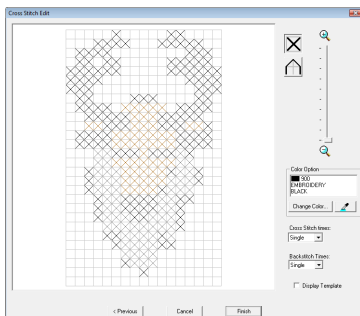 Cross Stitch Edit
Color Option
900
EMBROIDERY
BLACK
Change Color...
Cross Stitch times:
Single
Backstitch Times:
Single
Display Template
< Previous
Cancel
Finish